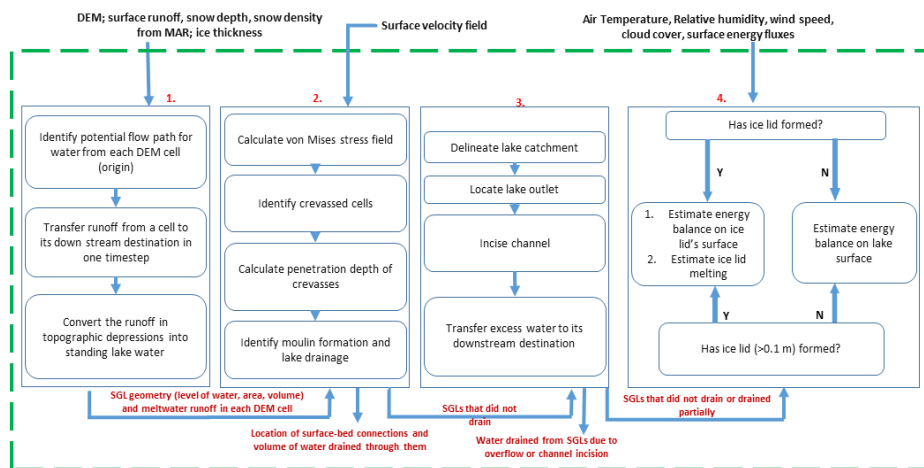 DEM; surface runoff, snow depth, snow density
from MAR; ice thickness
Surface velocity field
Air Temperature, Relative humidity, wind speed,
cloud cover, surface energy fluxes
1.
Identify potential flow path for
water from each DEM cell
(origin)
Transfer runoff from a cell to
its down stream destination in
one timestep
Convert the runoff in
topographic depressions into
standing lake water
2.
Calculate von Mises stress field
Identify crevassed cells
Calculate penetration depth of
crevasses
Identify moulin formation and
lake drainage
3.
Delineate lake catchment
Locate lake outlet
Incise channel
Transfer excess water to its
downstream destination
4.
Has ice lid formed?
Y
N
1. Estimate energy
balance on ice
lid's surface
2. Estimate ice lid
melting
Estimate energy
balance on lake
surface
Y
N
Has ice lid (>0.1 m) formed?
SGL geometry (level of water, area, volume)
and meltwater runoff in each DEM cell
Location of surface-bed connections and
volume of water drained through them
SGLs that did not
drain
Water drained from SGLs due to
overflow or channel incision
SGLs that did not drain or drained
partially